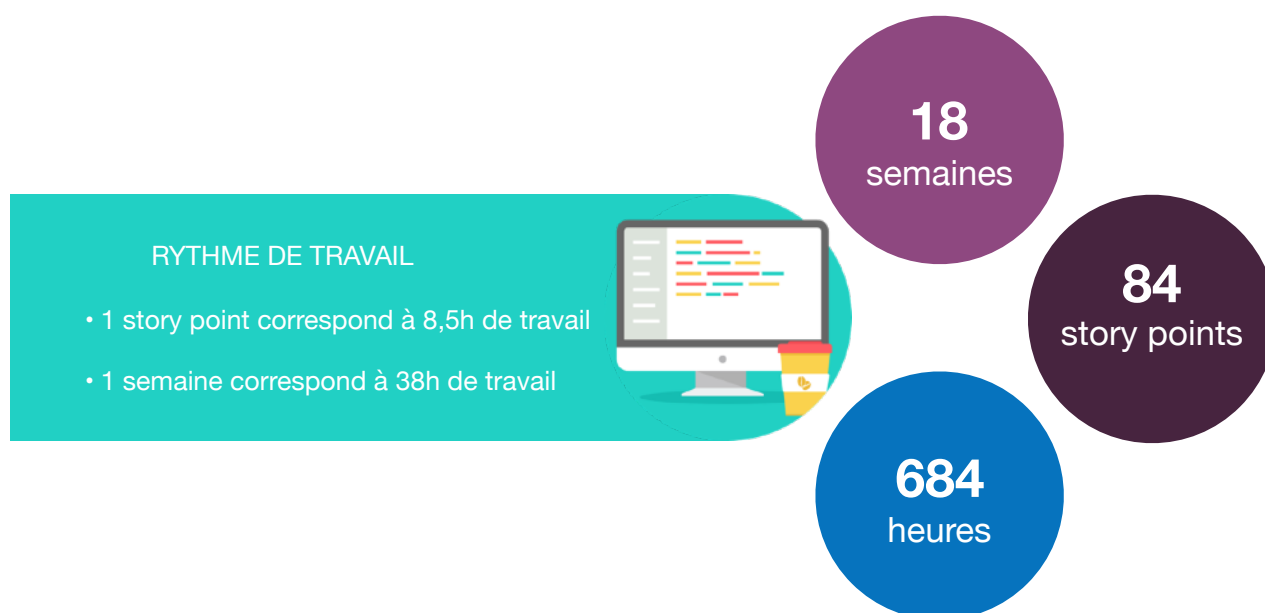 RYTHME DE TRAVAIL
• 1 story point correspond à 8,5h de travail
• 1 semaine correspond à 38h de travail
18
semaines
84
story points
684
heures